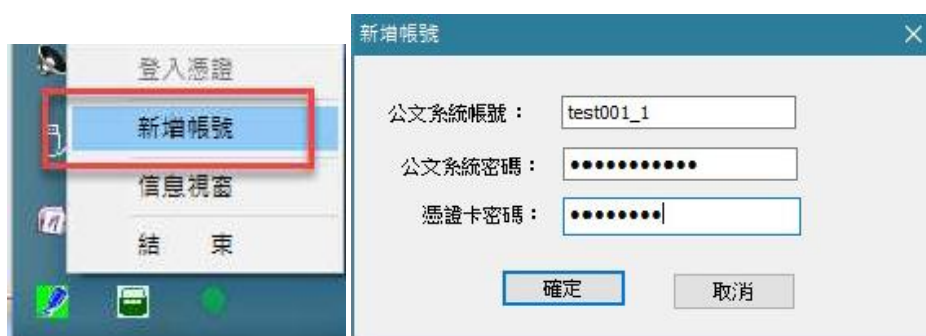 登入憑證
新增帳號
信息視窗
結 束
新增帳號
公文系統帳號：
test001_1
公文系統密碼：
•••••••••••
憑證卡密碼：
••••••••
確定
取消